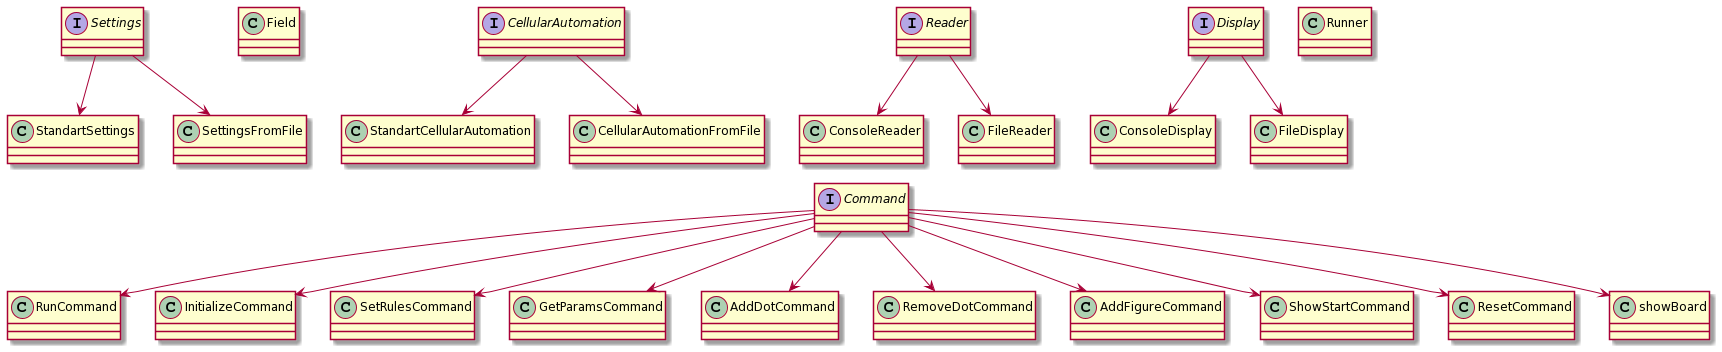 I Settings
C Field
I CellularAutomation
I Reader
I Display
C Runner
C StandartSettings
C SettingsFromFile
C StandartCellularAutomation
C CellularAutomationFromFile
C ConsoleReader
C FileReader
C ConsoleDisplay
C FileDisplay
I Command
C RunCommand
C InitializeCommand
C SetRulesCommand
C GetParamsCommand
C AddDotCommand
C RemoveDotCommand
C AddFigureCommand
C ShowStartCommand
C ResetCommand
C showBoard